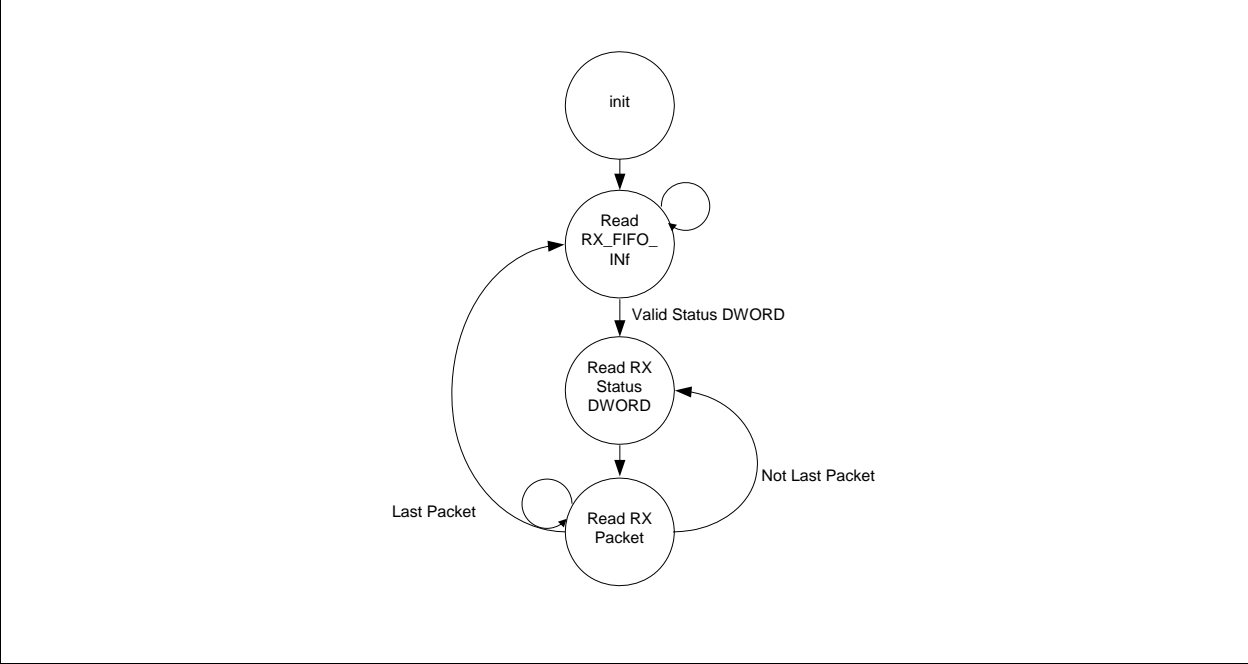 init
Read
RX_FIFO_
INf
Valid Status DWORD
Read RX
Status
DWORD
Not Last Packet
Last Packet
Read RX
Packet